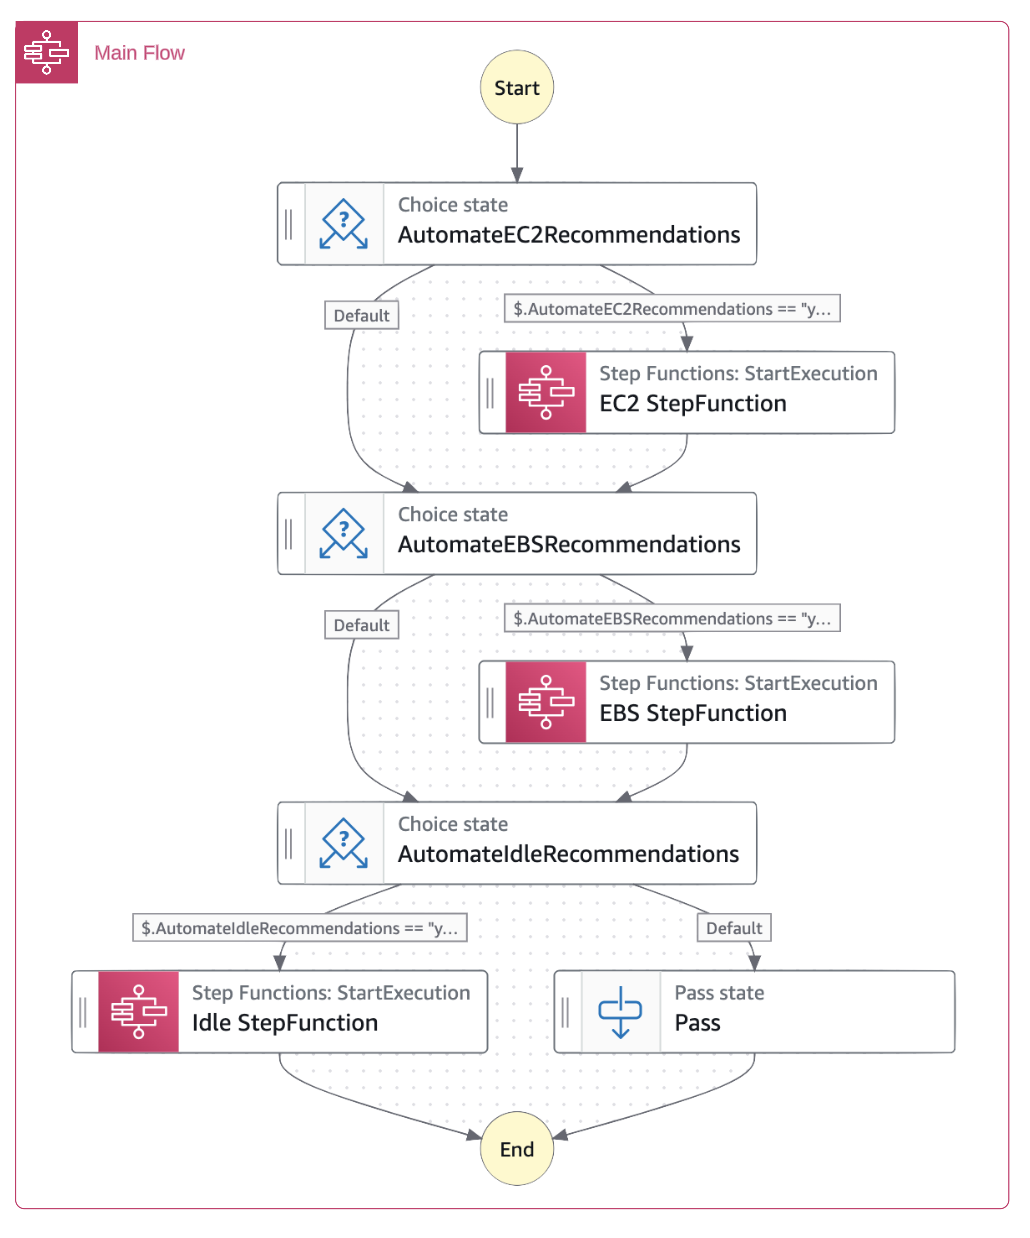 Main Flow
Start
Choice state
AutomateEC2Recommendations
Default
$.AutomateEC2Recommendations == "y...
Step Functions: StartExecution
EC2 StepFunction
Choice state
AutomateEBSRecommendations
Default
$.AutomateEBSRecommendations == "y...
Step Functions: StartExecution
EBS StepFunction
Choice state
AutomateIdleRecommendations
$.AutomateIdleRecommendations == "y...
Default
Step Functions: StartExecution
Idle StepFunction
Pass state
Pass
End